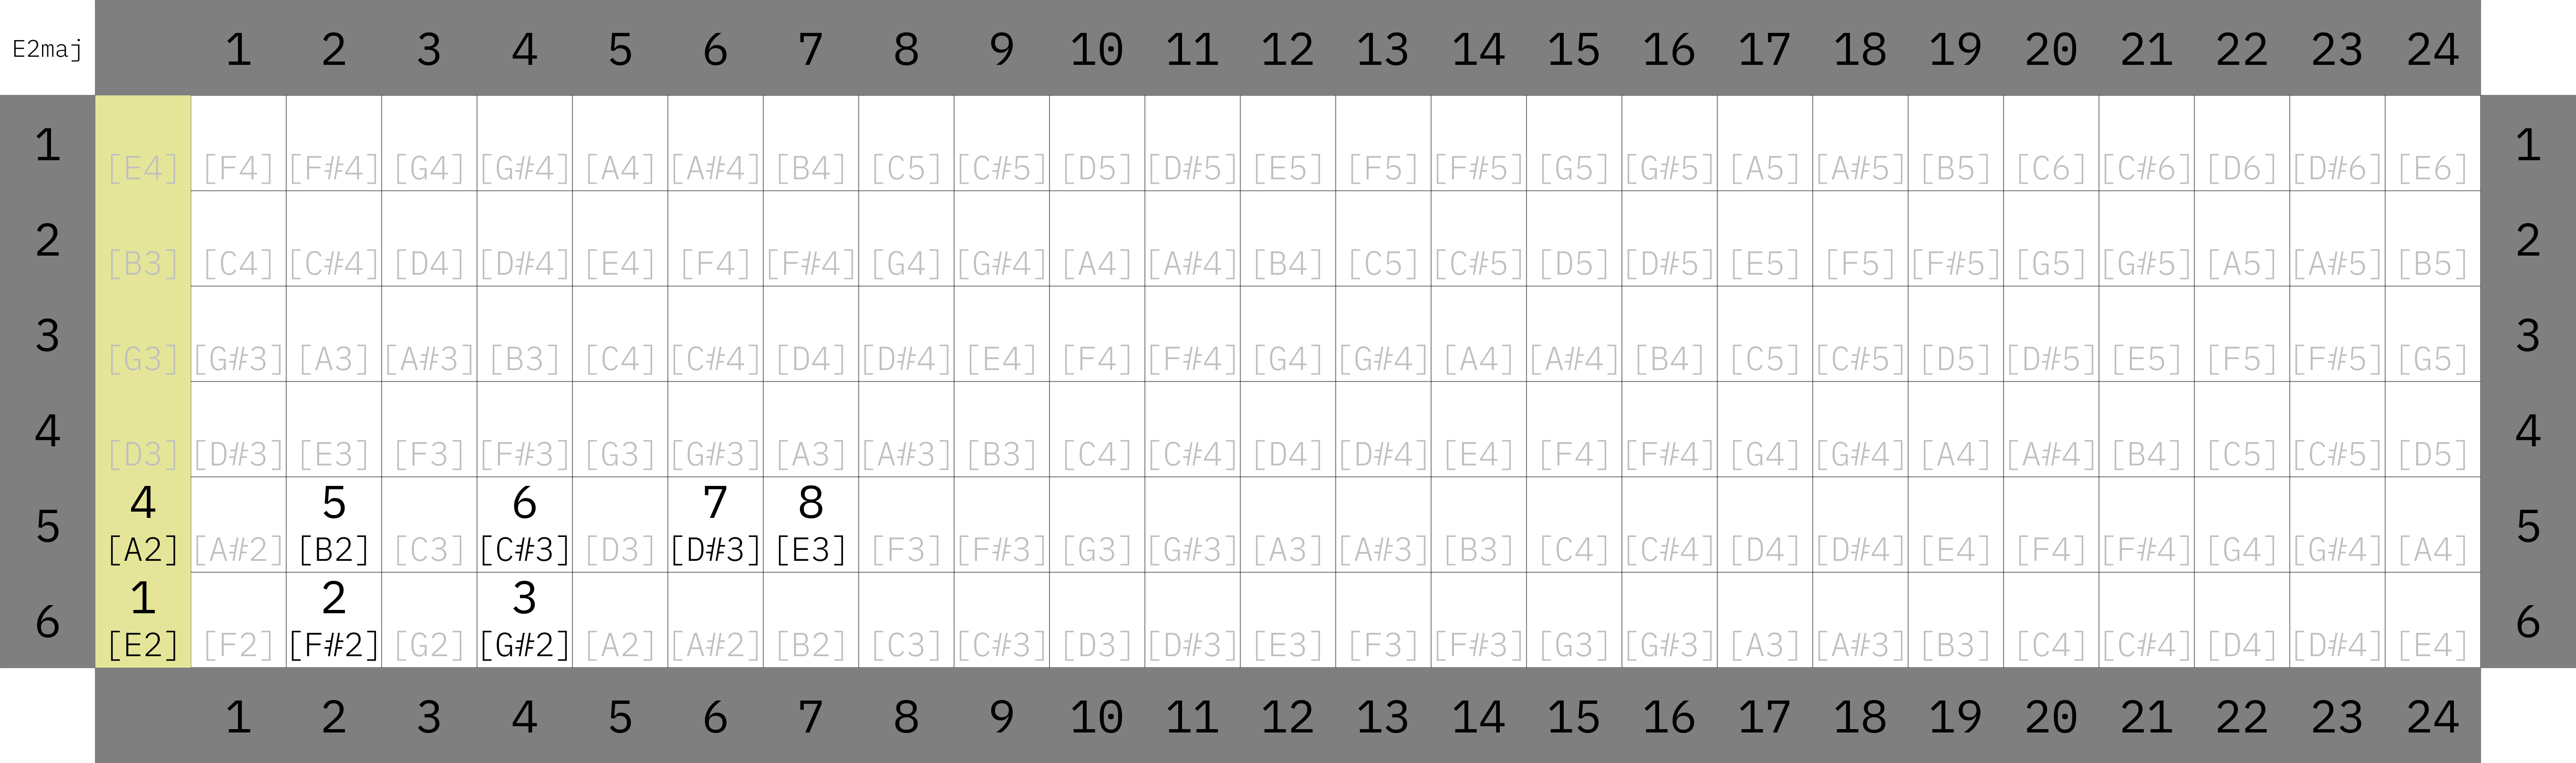 E2maj 1 2 3 4 5 6 7 8 9 10 11 12 13 14 15 16 17 18 19 20 21 22 23 24
1 [E4] [F4] [F#4] [G4] [G#4] [A4] [A#4] [B4] [C5] [C#5] [D5] [D#5] [E5] [F5] [F#5] [G5] [G#5] [A5] [A#5] [B5] [C6] [C#6] [D6] [D#6] [E6] 1
2 [B3] [C4] [C#4] [D4] [D#4] [E4] [F4] [F#4] [G4] [G#4] [A4] [A#4] [B4] [C5] [C#5] [D5] [D#5] [E5] [F5] [F#5] [G5] [G#5] [A5] [A#5] [B5] 2
3 [G3] [G#3] [A3] [A#3] [B3] [C4] [C#4] [D4] [D#4] [E4] [F4] [F#4] [G4] [G#4] [A4] [A#4] [B4] [C5] [C#5] [D5] [D#5] [E5] [F5] [F#5] [G5] 3
4 [D3] [D#3] [E3] [F3] [F#3] [G3] [G#3] [A3] [A#3] [B3] [C4] [C#4] [D4] [D#4] [E4] [F4] [F#4] [G4] [G#4] [A4] [A#4] [B4] [C5] [C#5] [D5] 4
4 5 6 7 8
5 [A2] [A#2] [B2] [C3] [C#3] [D3] [D#3] [E3] [F3] [F#3] [G3] [G#3] [A3] [A#3] [B3] [C4] [C#4] [D4] [D#4] [E4] [F4] [F#4] [G4] [G#4] [A4] 5
1 2 3
6 [E2] [F2] [F#2] [G2] [G#2] [A2] [A#2] [B2] [C3] [C#3] [D3] [D#3] [E3] [F3] [F#3] [G3] [G#3] [A3] [A#3] [B3] [C4] [C#4] [D4] [D#4] [E4] 6
1 2 3 4 5 6 7 8 9 10 11 12 13 14 15 16 17 18 19 20 21 22 23 24